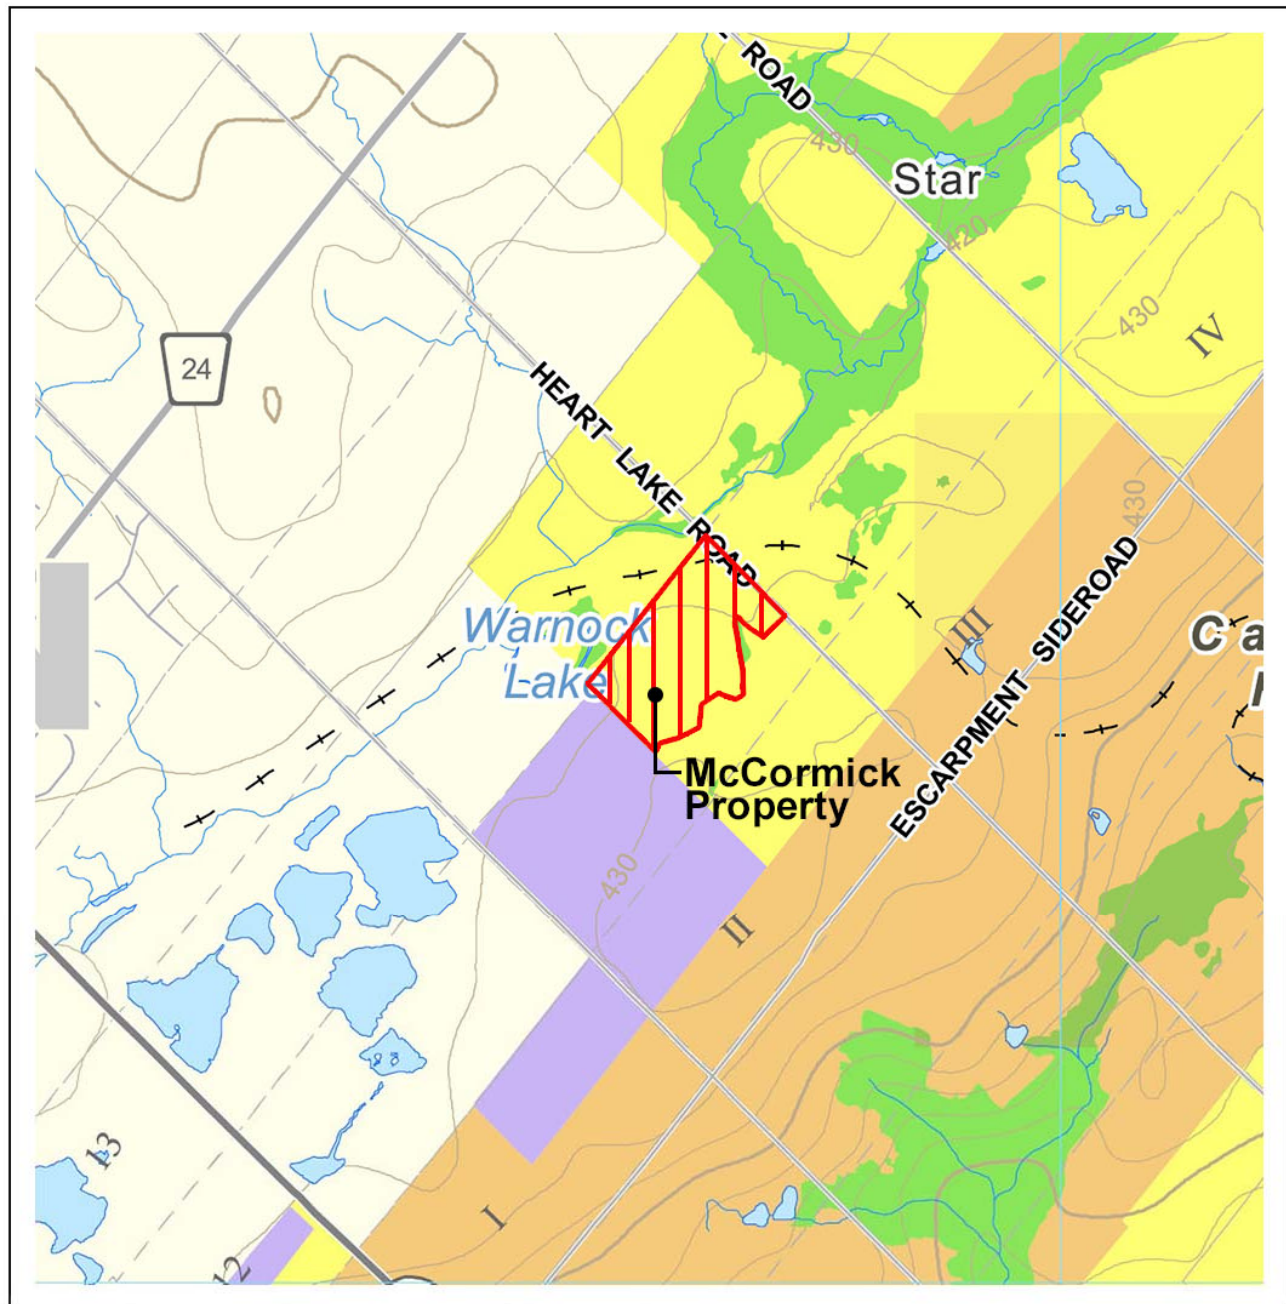 ROAD
430
Star
420
430
IV
24
HEART LAKE ROAD
430
Warnock
Lake
III
ESCARPMENT SIDEROAD
C a
McCormick
Property
430
II
13
I
12